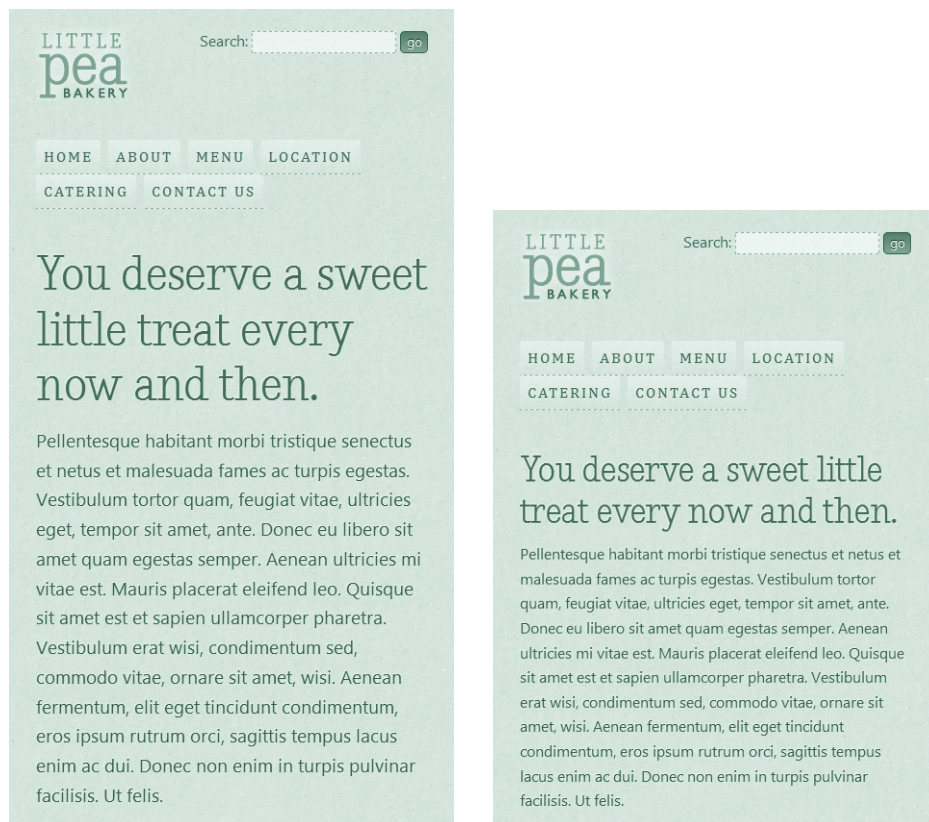 LITTLE
pea
BAKERY
Search: go
HOME ABOUT MENU LOCATION
CATERING CONTACT US
You deserve a sweet
little treat every
now and then.
Pellentesque habitant morbi tristique senectus
et netus et malesuada fames ac turpis egestas.
Vestibulum tortor quam, feugiat vitae, ultricies
eget, tempor sit amet, ante. Donec eu libero sit
amet quam egestas semper. Aenean ultricies mi
vitae est. Mauris placerat eleifend leo. Quisque
sit amet est et sapien ullamcorper pharetra.
Vestibulum erat wisi, condimentum sed,
commodo vitae, ornare sit amet, wisi. Aenean
fermentum, elit eget tincidunt condimentum,
eros ipsum rutrum orci, sagittis tempus lacus
enim ac dui. Donec non enim in turpis pulvinar
facilisis. Ut felis.
LITTLE
pea
BAKERY
Search: go
HOME ABOUT MENU LOCATION
CATERING CONTACT US
You deserve a sweet little
treat every now and then.
Pellentesque habitant morbi tristique senectus et netus et
malesuada fames ac turpis egestas. Vestibulum tortor
quam, feugiat vitae, ultricies eget, tempor sit amet, ante.
Donec eu libero sit amet quam egestas semper. Aenean
ultricies mi vitae est. Mauris placerat eleifend leo. Quisque
sit amet est et sapien ullamcorper pharetra. Vestibulum
erat wisi, condimentum sed, commodo vitae, ornare sit
amet, wisi. Aenean fermentum, elit eget tincidunt
condimentum, eros ipsum rutrum orci, sagittis tempus
lacus enim ac dui. Donec non enim in turpis pulvinar
facilisis. Ut felis.